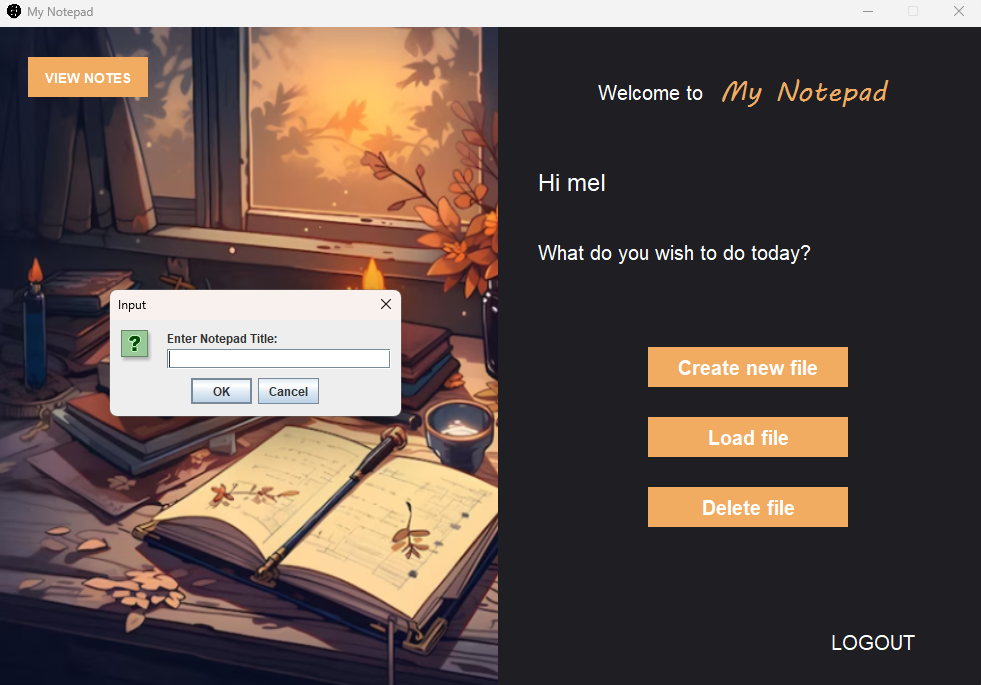 My Notepad
VIEW NOTES
Welcome to My Notepad
Hi mel
What do you wish to do today?
Input
?
Enter Notepad Title:
OK Cancel
Create new file
Load file
Delete file
LOGOUT